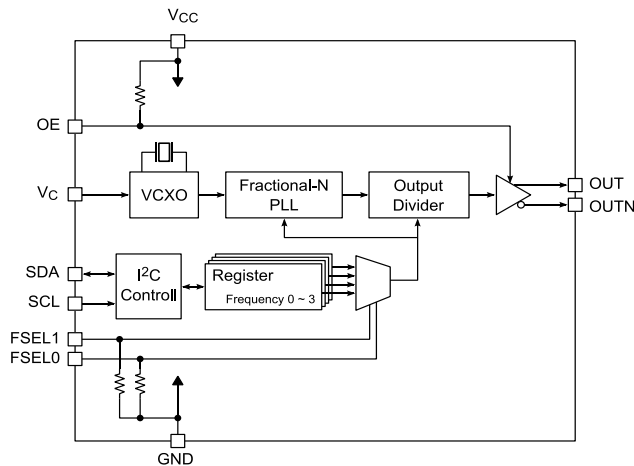 VCC
OE
VC
VCXO
Fractional-N
PLL
Output
Divider
OUT
OUTN
SDA
SCL
I2C
Controll
Register
Frequency 0 ~ 3
FSEL1
FSEL0
GND